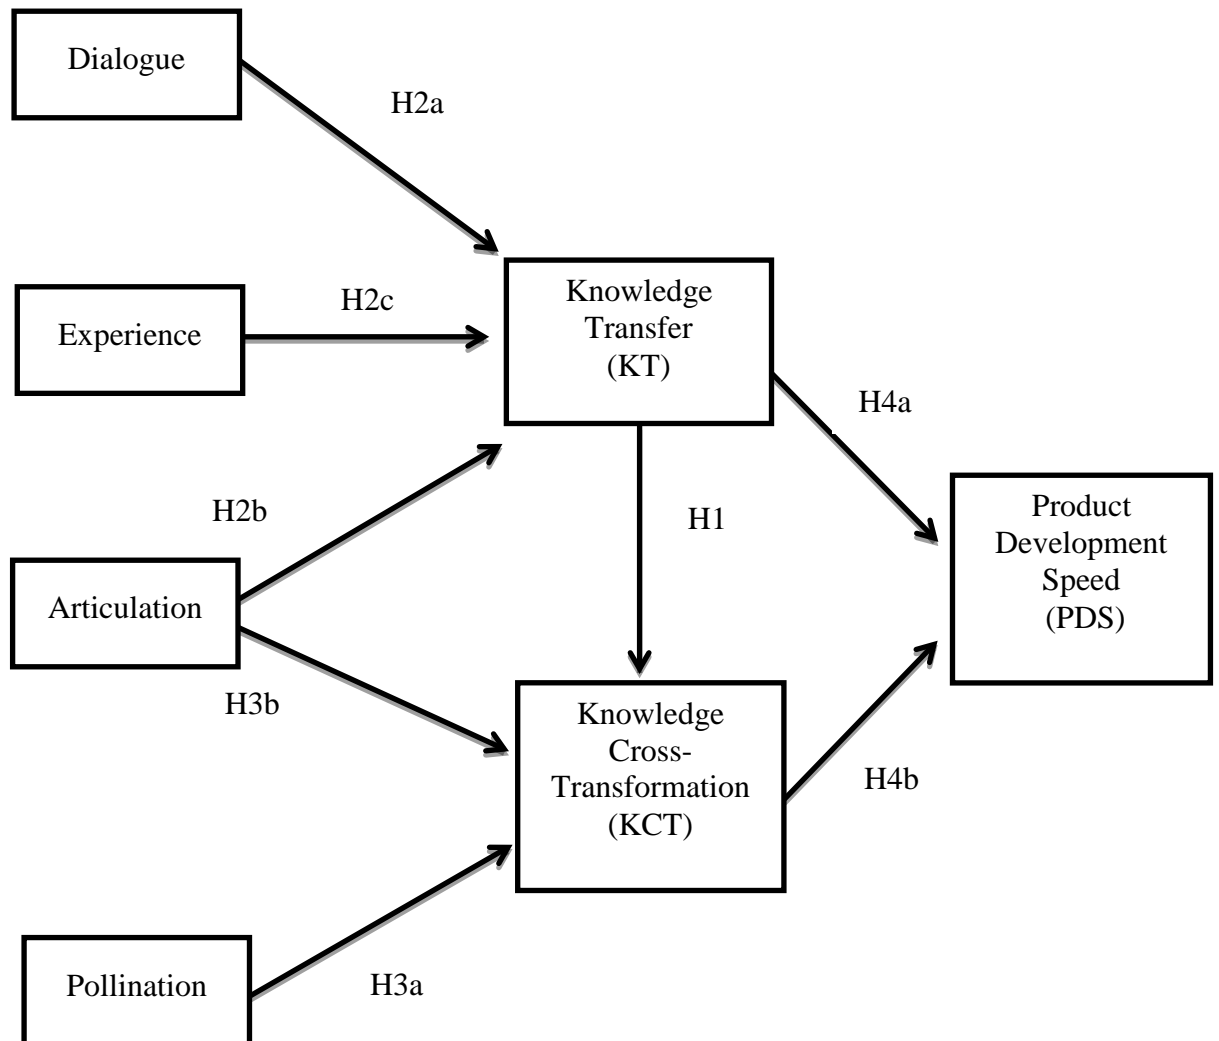 Dialogue
H2a
Experience
H2c
Knowledge
Transfer
(KT)
H4a
H2b
H1
Product
Development
Speed
(PDS)
Articulation
H3b
Knowledge
Cross-
Transformation
(KCT)
H4b
Pollination
H3a